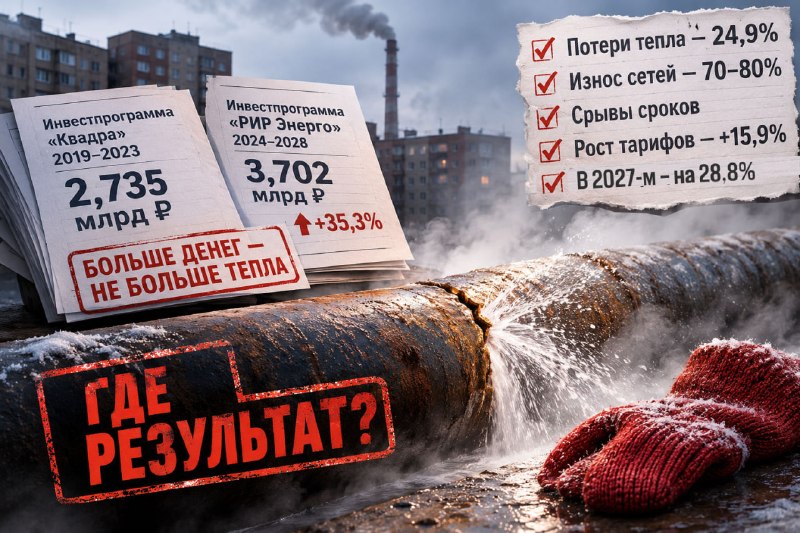 Инвестпрограмма
«Квадра»
2019–2023
2,735
млрд ₽
БОЛЬШЕ ДЕНЕГ –
НЕ БОЛЬШЕ ТЕПЛА
Инвестпрограмма
«РИР Энерго»
2024–2028
3,702
млрд ₽
+35,3%
Потери тепла – 24,9%
Износ сетей – 70–80%
Срывы сроков
Рост тарифов – +15,9%
В 2027-м – на 28,8%
ГДЕ
РЕЗУЛЬТАТ?